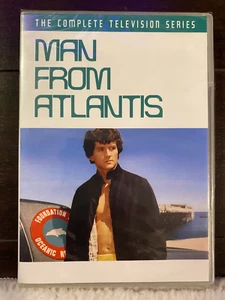 THE COMPLETE TELEVISION SERIES
MAN
FROM
ATLANTIS
FOUNDATION
OCEANIC